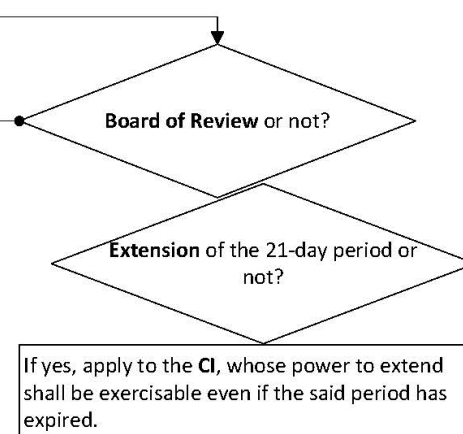 Board of Review or not?
Extension of the 21-day period or
not?
If yes, apply to the CI, whose power to extend
shall be exercisable even if the said period has
expired.